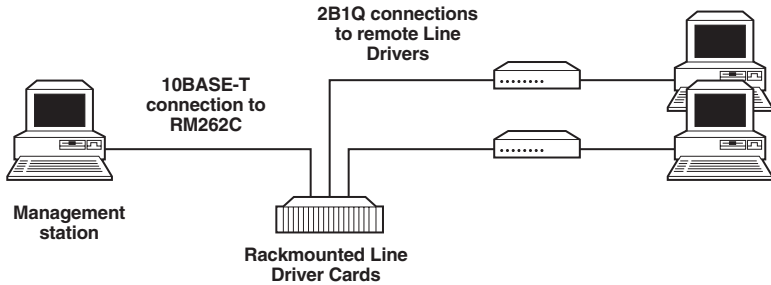 2B1Q connections
to remote Line
Drivers
10BASE-T
connection to
RM262C
Management
station
Rackmounted Line
Driver Cards